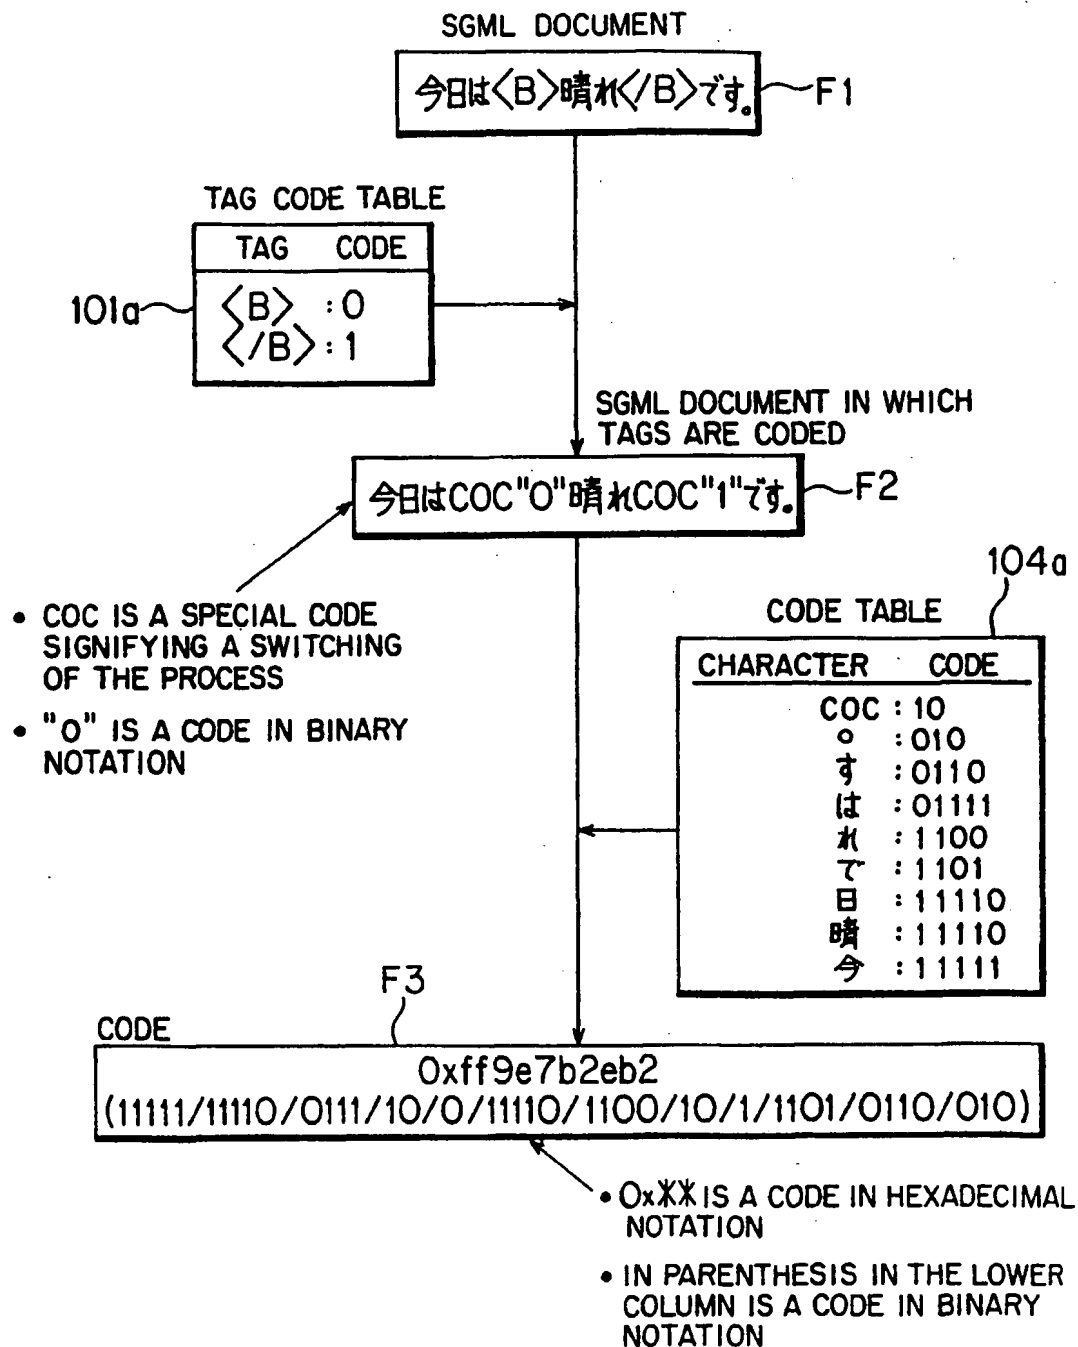 SGML DOCUMENT
今日は<B>晴れ</B>です。
F1
TAG CODE TABLE
TAG CODE
<B> :0
</B>:1
101a
SGML DOCUMENT IN WHICH
TAGS ARE CODED
今日はCOC"0"晴れCOC"1"です。
F2
• COC IS A SPECIAL CODE
SIGNIFYING A SWITCHING
OF THE PROCESS
• "0" IS A CODE IN BINARY
NOTATION
104a
CODE TABLE
CHARACTER CODE
COC :10
。 :010
す :0110
は :01111
れ :1100
で :1101
日 :11110
晴 :11110
今 :11111
F3
CODE
0xff9e7b2eb2
(11111/11110/0111/10/0/11110/1100/10/1/1101/0110/010)
• 0x** IS A CODE IN HEXADECIMAL
NOTATION
• IN PARENTHESIS IN THE LOWER
COLUMN IS A CODE IN BINARY
NOTATION